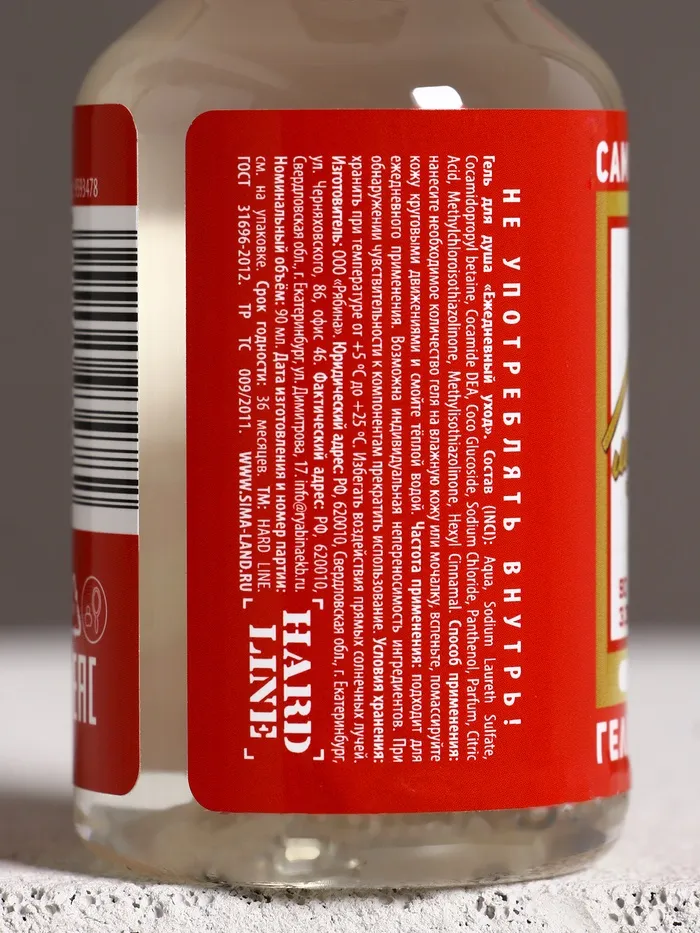 НЕ УПОТРЕБЛЯТЬ ВНУТРЬ!
Гель для душа «Ежедневный уход». Состав (INCI): Aqua, Sodium Laureth Sulfate,
Cocamidopropyl betaine, Cocamide DEA, Coco Glucoside, Sodium Chloride, Panthenol, Parfum, Citric
Acid, Methylchloroisothiazolinone, Methylisothiazolinone, Hexyl Cinnamal. Способ применения:
нанесите необходимое количество геля на влажную кожу или мочалку, вспеньте, помассируйте
кожу круговыми движениями и смойте тёплой водой. Частота применения: подходит для
ежедневного применения. Возможна индивидуальная непереносимость ингредиентов. При
обнаружении чувствительности к компонентам прекратить использование. Условия хранения:
хранить при температуре от +5 °С до +25 °С. Избегать воздействия прямых солнечных лучей.
Изготовитель: ООО «Рябина». Юридический адрес: РФ, 620010, Свердловская обл., г. Екатеринбург,
ул. Черняховского, 86, офис 46. Фактический адрес: РФ, 620010,
Свердловская обл., г. Екатеринбург, ул. Димитрова, 17. info@ryabinaekb.ru
Номинальный объём: 90 мл. Дата изготовления и номер партии:
см. на упаковке. Срок годности: 36 месяцев. ТМ: HARD LINE.
ГОСТ 31696-2012. ТР ТС 009/2011. WWW.SIMA-LAND.RU
HARD
LINE
693478
ЕАС
САМ
ГЕЛ